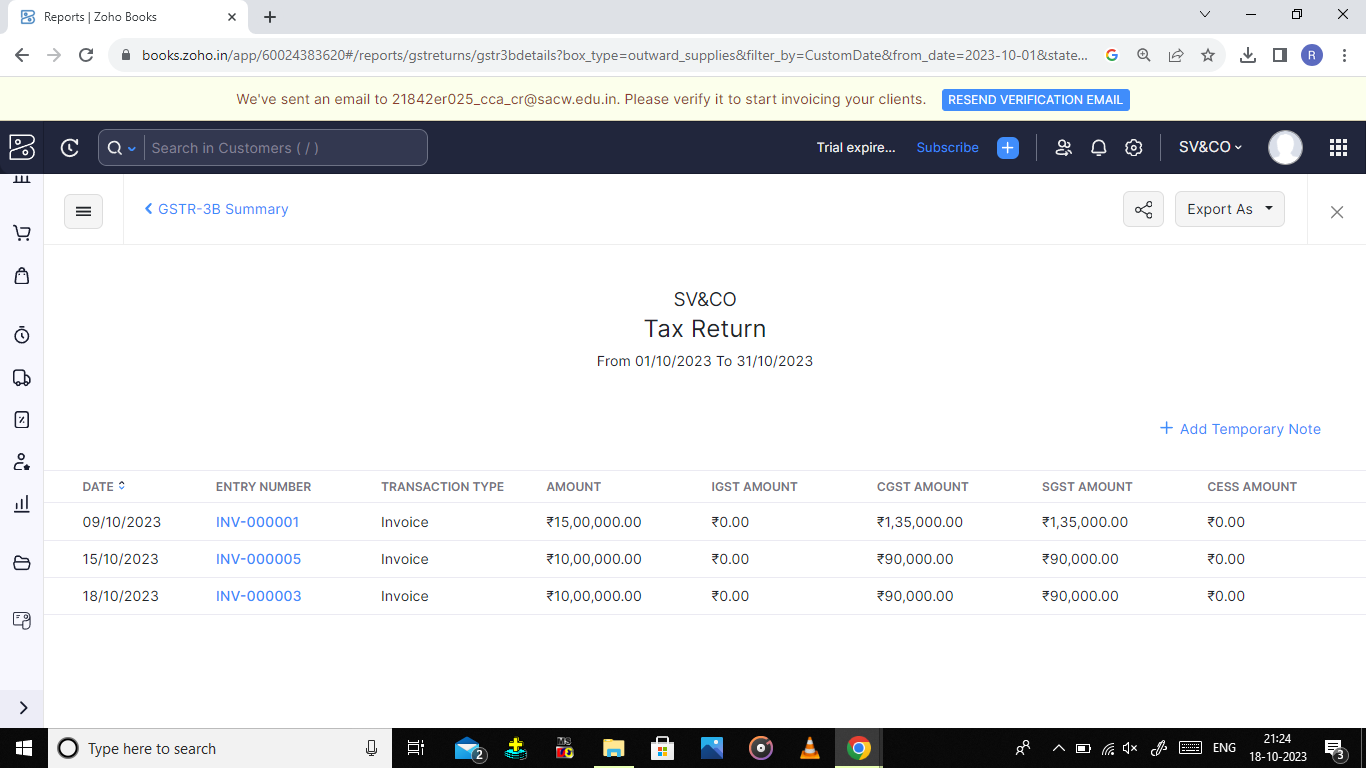 Reports | Zoho Books
books.zoho.in/app/60024383620#/reports/gstreturns/gstr3bdetails?box_type=outward_supplies&filter_by=CustomDate&from_date=2023-10-01&state...
R
We've sent an email to 21842er025_cca_cr@sacw.edu.in. Please verify it to start invoicing your clients. RESEND VERIFICATION EMAIL
Search in Customers ( / ) Trial expire... Subscribe SV&CO
GSTR-3B Summary Export As
SV&CO
Tax Return
From 01/10/2023 To 31/10/2023
Add Temporary Note
DATE ENTRY NUMBER TRANSACTION TYPE AMOUNT IGST AMOUNT CGST AMOUNT SGST AMOUNT CESS AMOUNT
09/10/2023 INV-000001 Invoice ₹15,00,000.00 ₹0.00 ₹1,35,000.00 ₹1,35,000.00 ₹0.00
15/10/2023 INV-000005 Invoice ₹10,00,000.00 ₹0.00 ₹90,000.00 ₹90,000.00 ₹0.00
18/10/2023 INV-000003 Invoice ₹10,00,000.00 ₹0.00 ₹90,000.00 ₹90,000.00 ₹0.00
Type here to search 2 ENG 21:24
18-10-2023 3